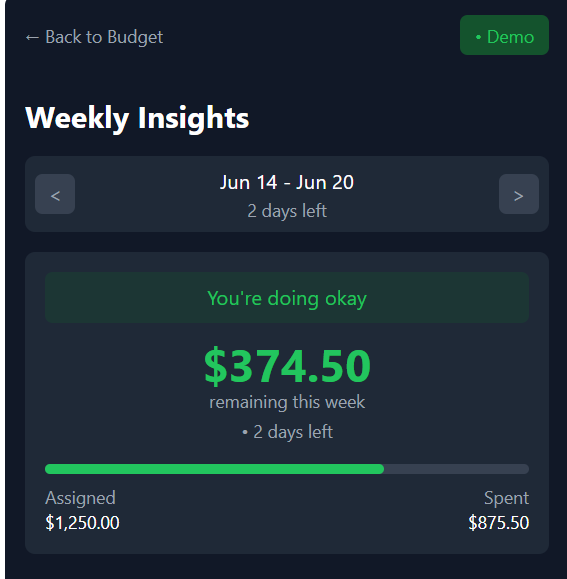 ← Back to Budget
• Demo
Weekly Insights
<
Jun 14 - Jun 20
2 days left
>
You're doing okay
$374.50
remaining this week
• 2 days left
Assigned
Spent
$1,250.00
$875.50